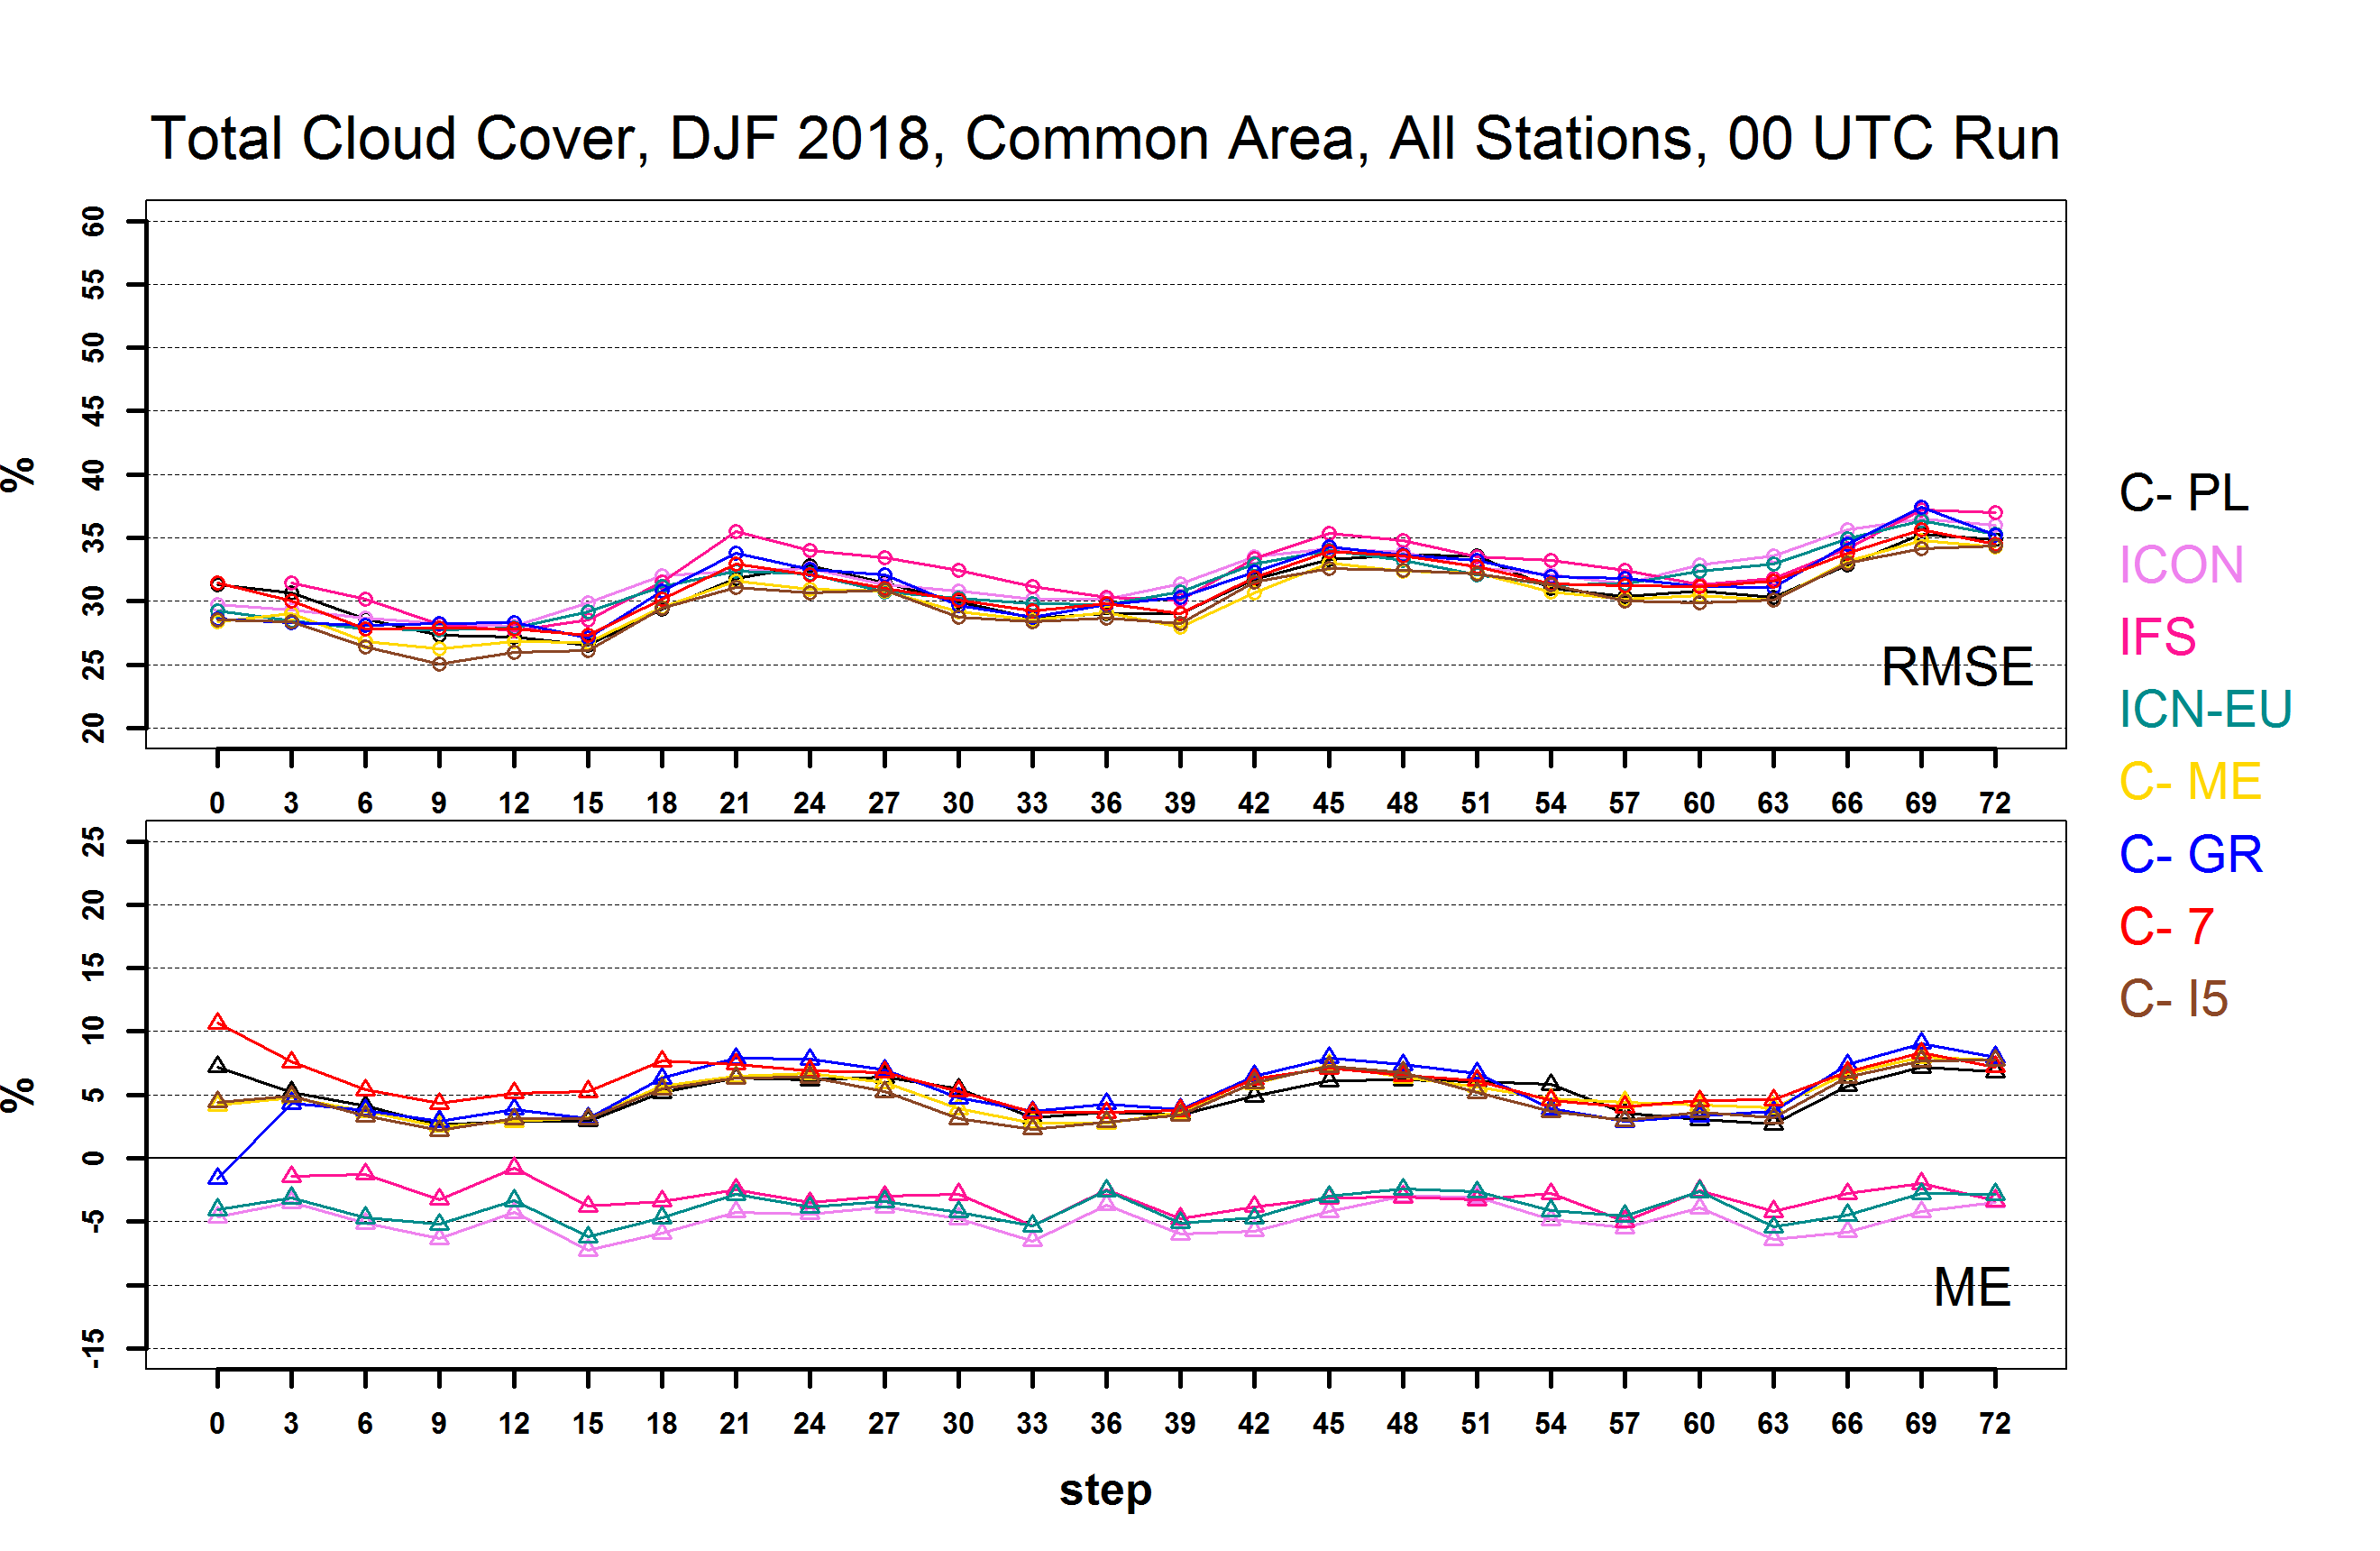 Total Cloud Cover, DJF 2018, Common Area, All Stations, 00 UTC Run
%
60
55
50
45
40
35
30
25
20
RMSE
0 3 6 9 12 15 18 21 24 27 30 33 36 39 42 45 48 51 54 57 60 63 66 69 72
%
25
20
15
10
5
0
-5
-15
ME
0 3 6 9 12 15 18 21 24 27 30 33 36 39 42 45 48 51 54 57 60 63 66 69 72
step
C- PL
ICON
IFS
ICN-EU
C- ME
C- GR
C- 7
C- I5